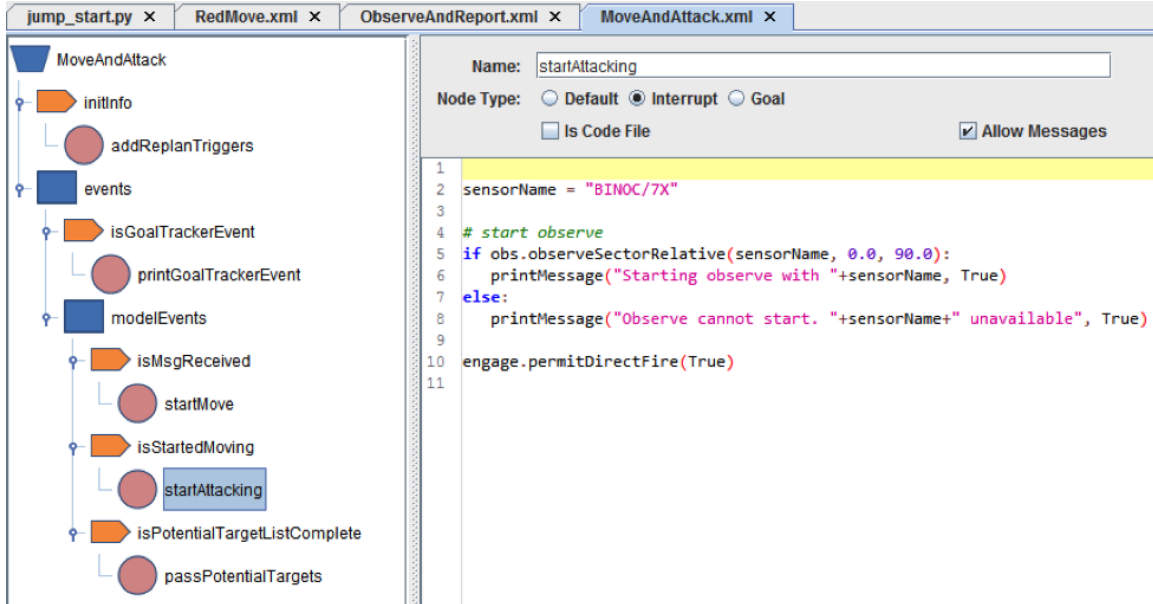 jump_start.py × RedMove.xml × ObserveAndReport.xml × MoveAndAttack.xml ×
MoveAndAttack
initInfo
addReplanTriggers
events
isGoalTrackerEvent
printGoalTrackerEvent
modelEvents
isMsgReceived
startMove
isStartedMoving
startAttacking
isPotentialTargetListComplete
passPotentialTargets
Name: startAttacking
Node Type: Default Interrupt Goal
Is Code File Allow Messages
1
2 sensorName = "BINOC/7X"
3
4 # start observe
5 if obs.observeSectorRelative(sensorName, 0.0, 90.0):
6 printMessage("Starting observe with "+sensorName, True)
7 else:
8 printMessage("Observe cannot start. "+sensorName+" unavailable", True)
9
10 engage.permitDirectFire(True)
11